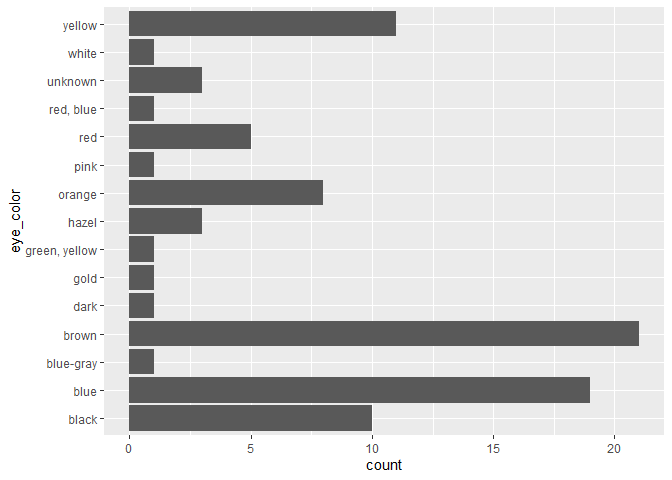 yellow
white
unknown
red, blue
red
pink
orange
hazel
green, yellow
gold
dark
brown
blue-gray
blue
black
eye_color
0 5 10 15 20
count